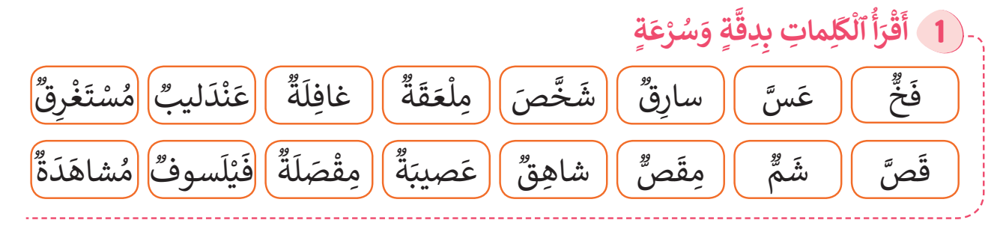 1 أَقْرَأُ ٱلْكَلِماتِ بِدِقَّةٍ وَسُرْعَةٍ
فَخٌّ عَسَّ سارِقٌ شَخَّصَ مِلْعَقَةٌ غافِلَةٌ عَنْدَليبٌ مُسْتَغْرِقٌ
قَصَّ شَمٌّ مِقَصٌّ شاهِقٌ عَصيبَةٌ مِقْصَلَةٌ فَيْلَسوفٌ مُشاهَدَةٌ